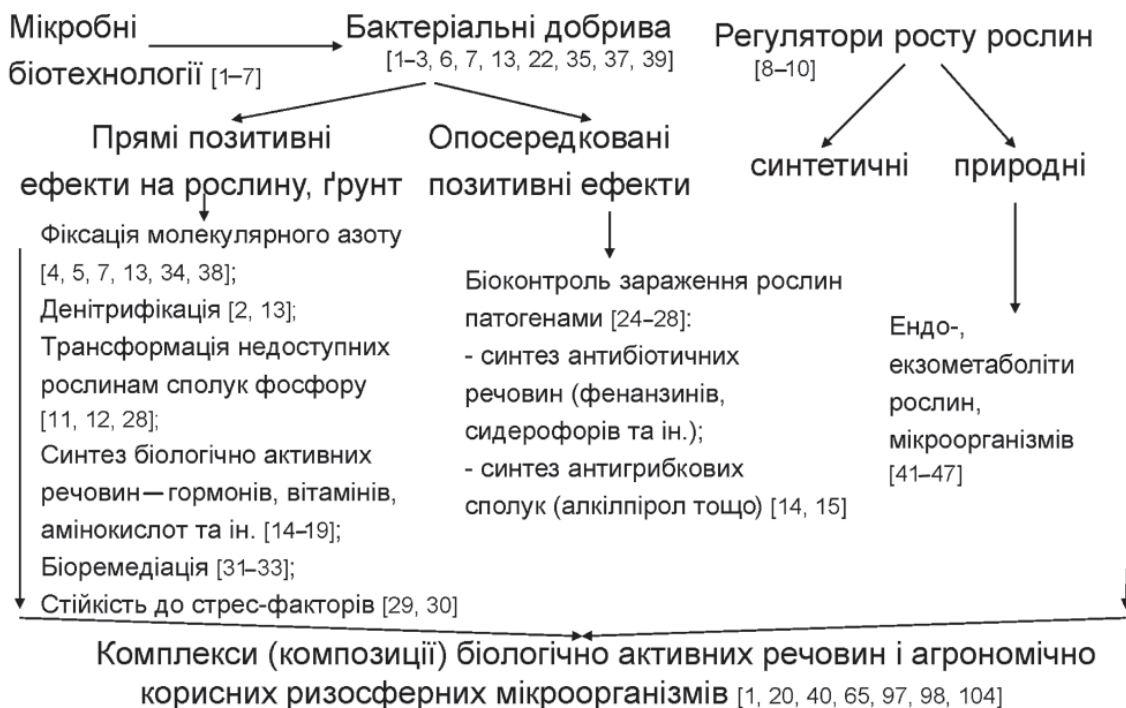 Мікробні
біотехнології [1–7]
Бактеріальні добрива
[1–3, 6, 7, 13, 22, 35, 37, 39]
Регулятори росту рослин
[8–10]
Прямі позитивні
ефекти на рослину, ґрунт
Опосередковані
позитивні ефекти
синтетичні
природні
Фіксація молекулярного азоту
[4, 5, 7, 13, 34, 38];
Денітрифікація [2, 13];
Трансформація недоступних
рослинам сполук фосфору
[11, 12, 28];
Синтез біологічно активних
речовин—гормонів, вітамінів,
амінокислот та ін. [14–19];
Біоремедіація [31–33];
Стійкість до стрес-факторів [29, 30]
Біоконтроль зараження рослин
патогенами [24–28]:
- синтез антибіотичних
речовин (фенанзинів,
сидерофорів та ін.);
- синтез антигрибкових
сполук (алкілпірол тощо) [14, 15]
Ендо-,
екзометаболіти
рослин,
мікроорганізмів
[41–47]
Комплекси (композиції) біологічно активних речовин і агрономічно
корисних ризосферних мікроорганізмів [1, 20, 40, 65, 97, 98, 104]